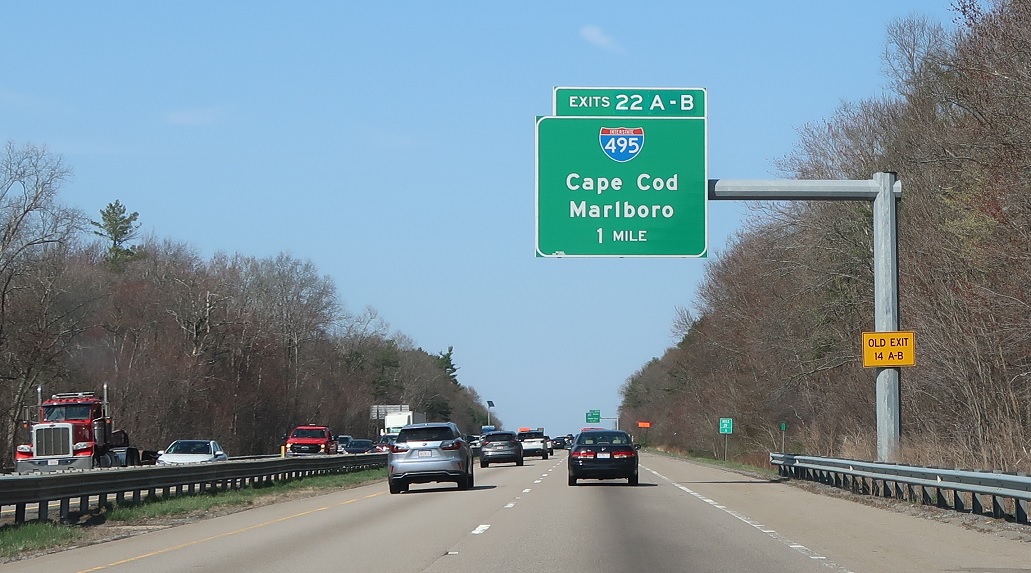 EXITS 22 A-B
INTERSTATE
495
Cape Cod
Marlboro
1 MILE
OLD EXIT
14 A-B